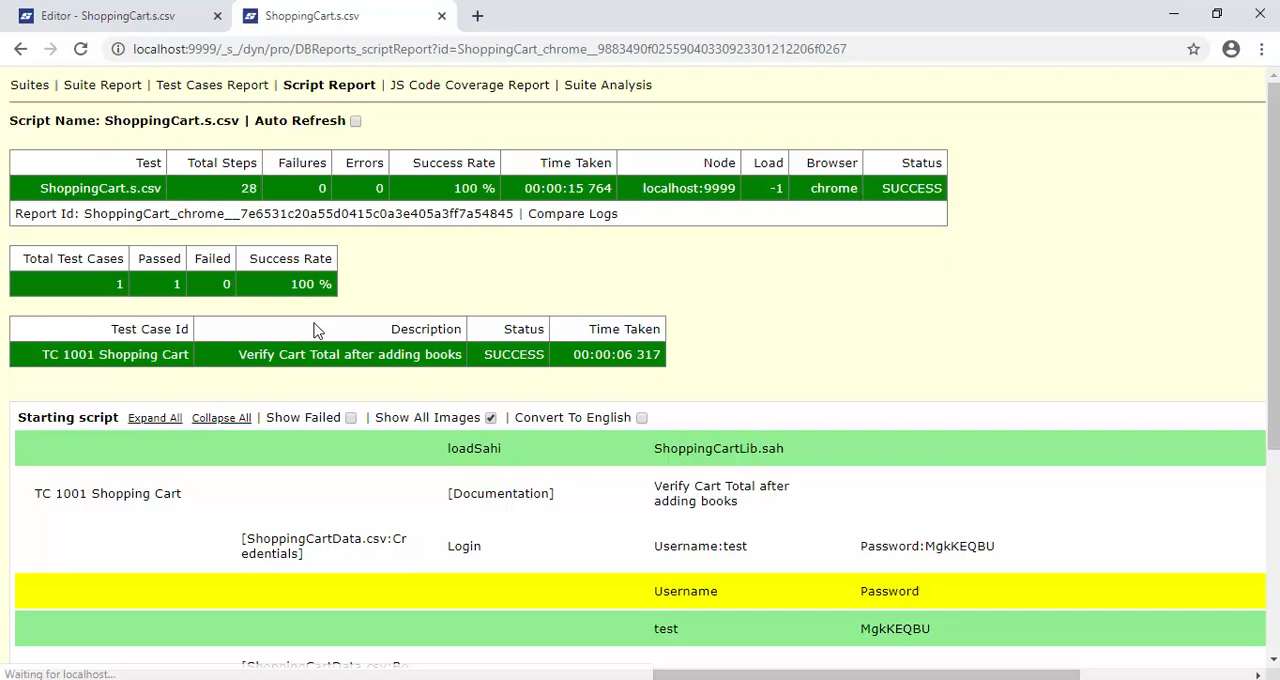 Editor - ShoppingCart.s.csv
ShoppingCart.s.csv
localhost:9999/_s_/dyn/pro/DBReports_scriptReport?id=ShoppingCart_chrome__9883490f02559040330923301212206f0267
Suites | Suite Report | Test Cases Report | Script Report | JS Code Coverage Report | Suite Analysis
Script Name: ShoppingCart.s.csv | Auto Refresh
Test Total Steps Failures Errors Success Rate Time Taken Node Load Browser Status
ShoppingCart.s.csv 28 0 0 100 % 00:00:15 764 localhost:9999 -1 chrome SUCCESS
Report Id: ShoppingCart_chrome__7e6531c20a55d0415c0a3e405a3ff7a54845 | Compare Logs
Total Test Cases Passed Failed Success Rate
1 1 0 100 %
Test Case Id Description Status Time Taken
TC 1001 Shopping Cart Verify Cart Total after adding books SUCCESS 00:00:06 317
Starting script Expand All Collapse All | Show Failed | Show All Images | Convert To English
loadSahi ShoppingCartLib.sah
TC 1001 Shopping Cart [Documentation] Verify Cart Total after
adding books
[ShoppingCartData.csv:Cr
edentials] Login Username:test Password:MgkKEQBU
Username Password
test MgkKEQBU
[ShoppingCartData.csv:Bo
Waiting for localhost...